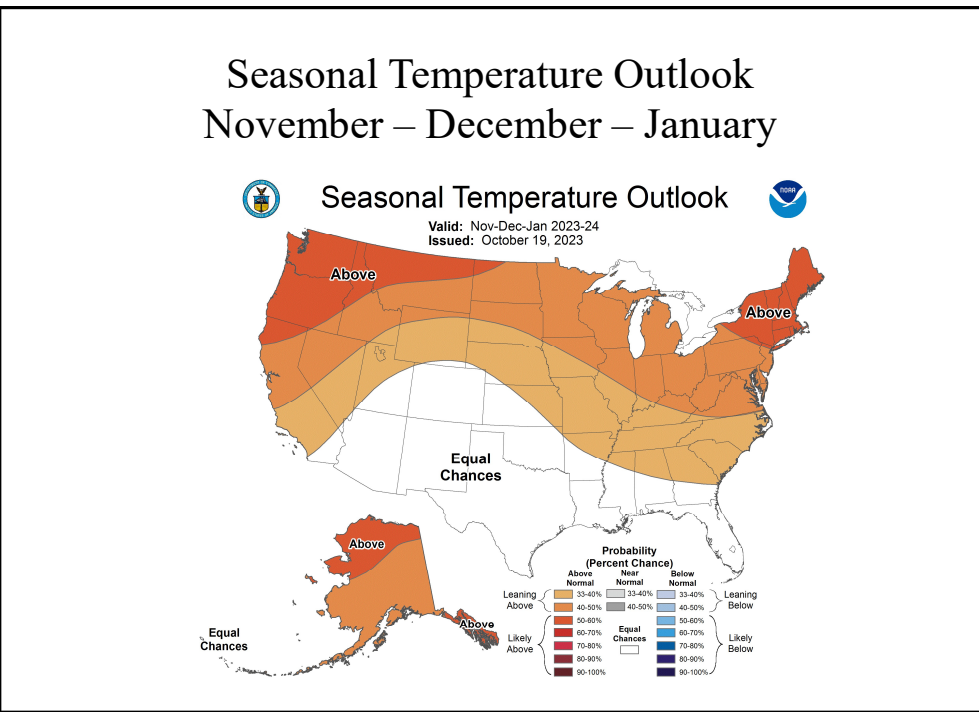 Seasonal Temperature Outlook
November – December – January
Seasonal Temperature Outlook
NOAA
Valid: Nov-Dec-Jan 2023-24
Issued: October 19, 2023
Above
Above
Equal
Chances
Above
Above
Equal
Chances
Probability
(Percent Chance)
Above
Normal
Near
Normal
Below
Normal
Leaning
Above
33-40%
40-50%
33-40%
40-50%
33-40%
40-50%
Leaning
Below
Likely
Above
50-60%
60-70%
70-80%
80-90%
90-100%
Equal
Chances
50-60%
60-70%
70-80%
80-90%
90-100%
Likely
Below